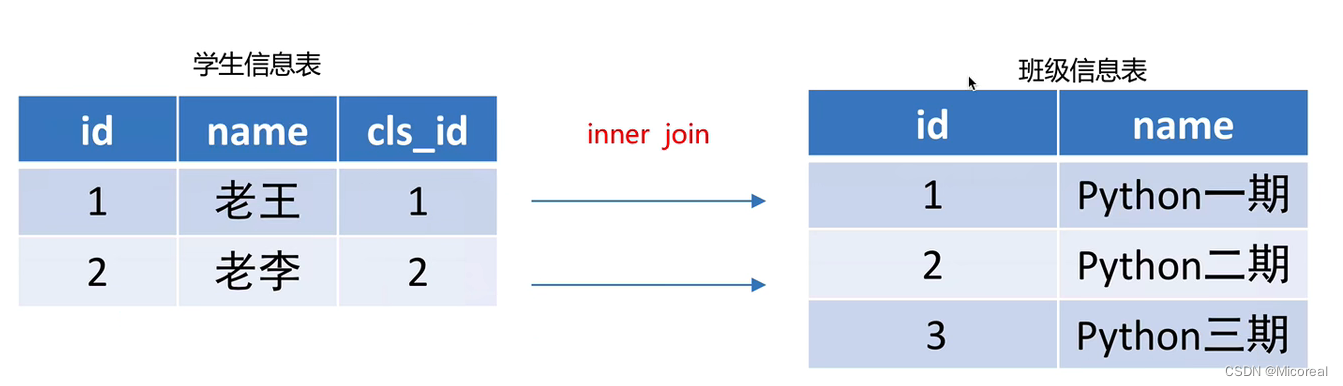 学生信息表
id name cls_id
1 老王 1
2 老李 2
inner join
班级信息表
id name
1 Python一期
2 Python二期
3 Python三期
CSDN @Micoreal